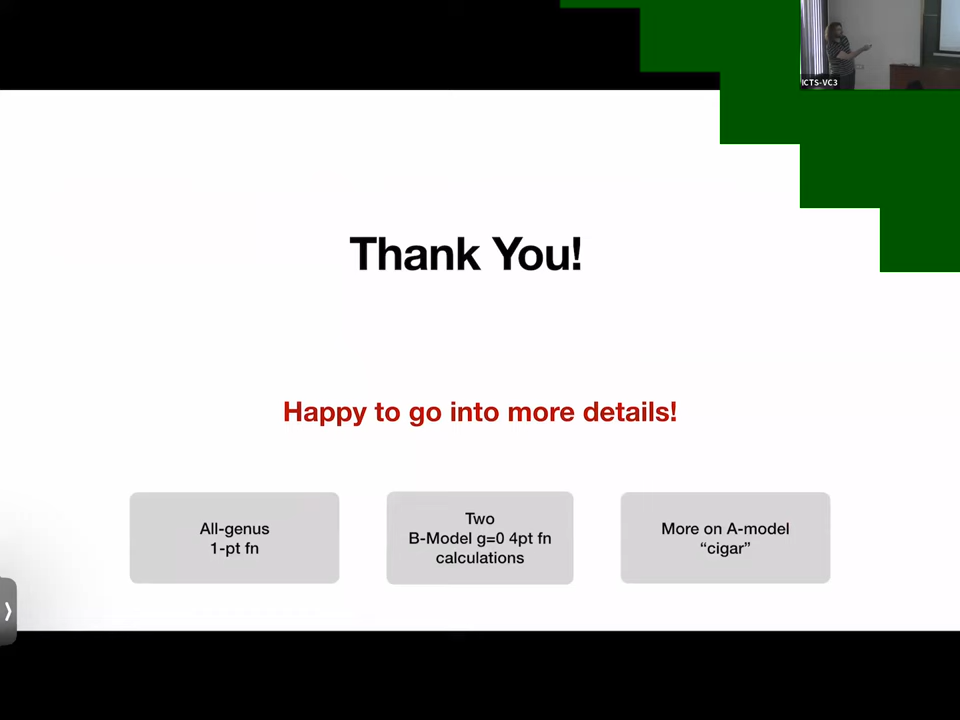 ICTS-VC3
Thank You!
Happy to go into more details!
All-genus
1-pt fn
Two
B-Model g=0 4pt fn
calculations
More on A-model
“cigar”